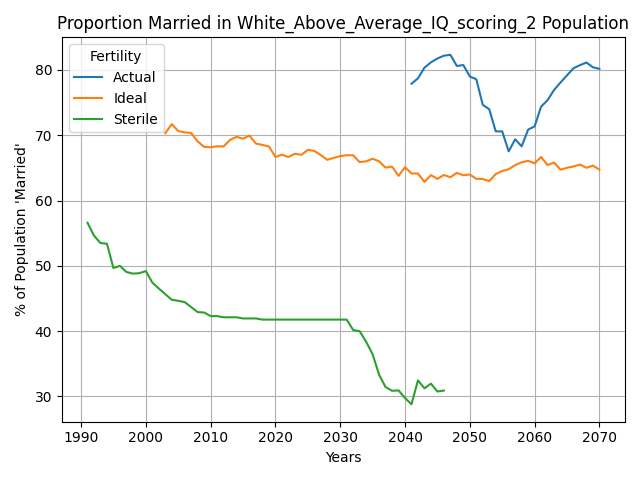 Proportion Married in White_Above_Average_IQ_scoring_2 Population
Fertility
Actual
Ideal
Sterile
% of Population 'Married'
80
70
60
50
40
30
1990 2000 2010 2020 2030 2040 2050 2060 2070
Years